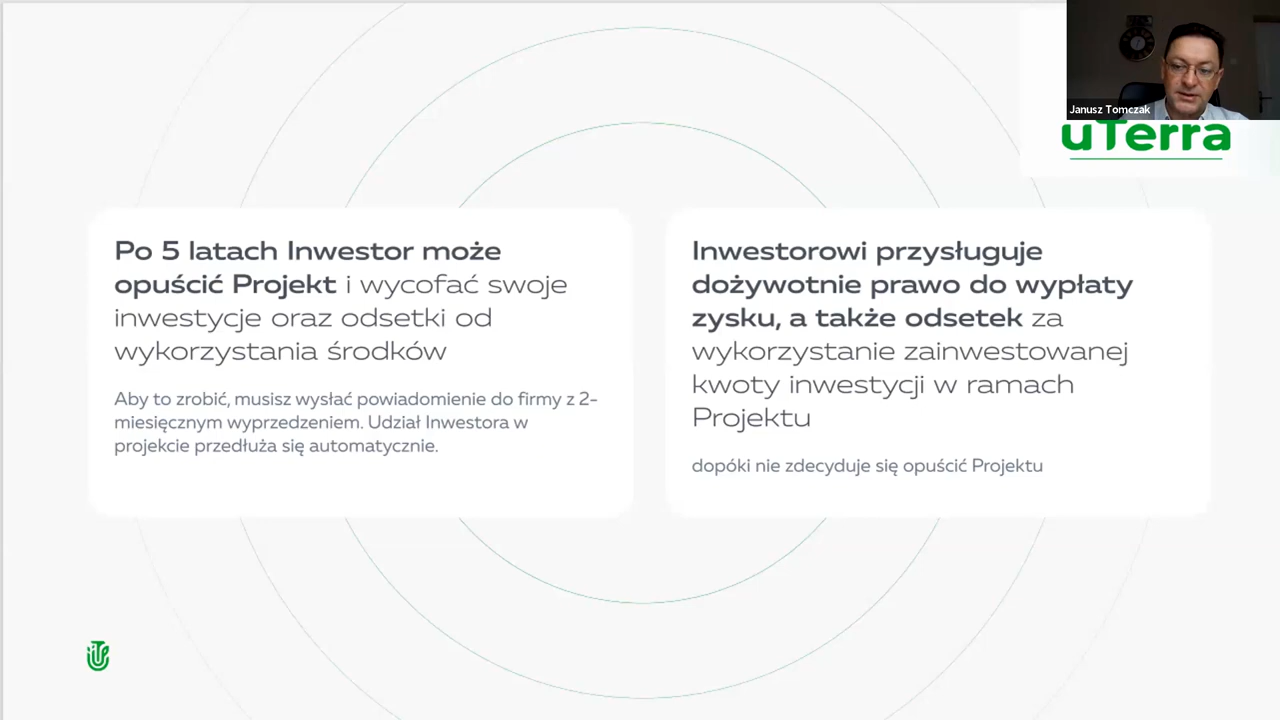 Janusz Tomczak
uTerra
Po 5 latach Inwestor może
opuścić Projekt i wycofać swoje
inwestycje oraz odsetki od
wykorzystania środków
Aby to zrobić, musisz wysłać powiadomienie do firmy z 2-
miesięcznym wyprzedzeniem. Udział Inwestora w
projekcie przedłuża się automatycznie.
Inwestorowi przysługuje
dożywotnie prawo do wypłaty
zysku, a także odsetek za
wykorzystanie zainwestowanej
kwoty inwestycji w ramach
Projektu
dopóki nie zdecyduje się opuścić Projektu